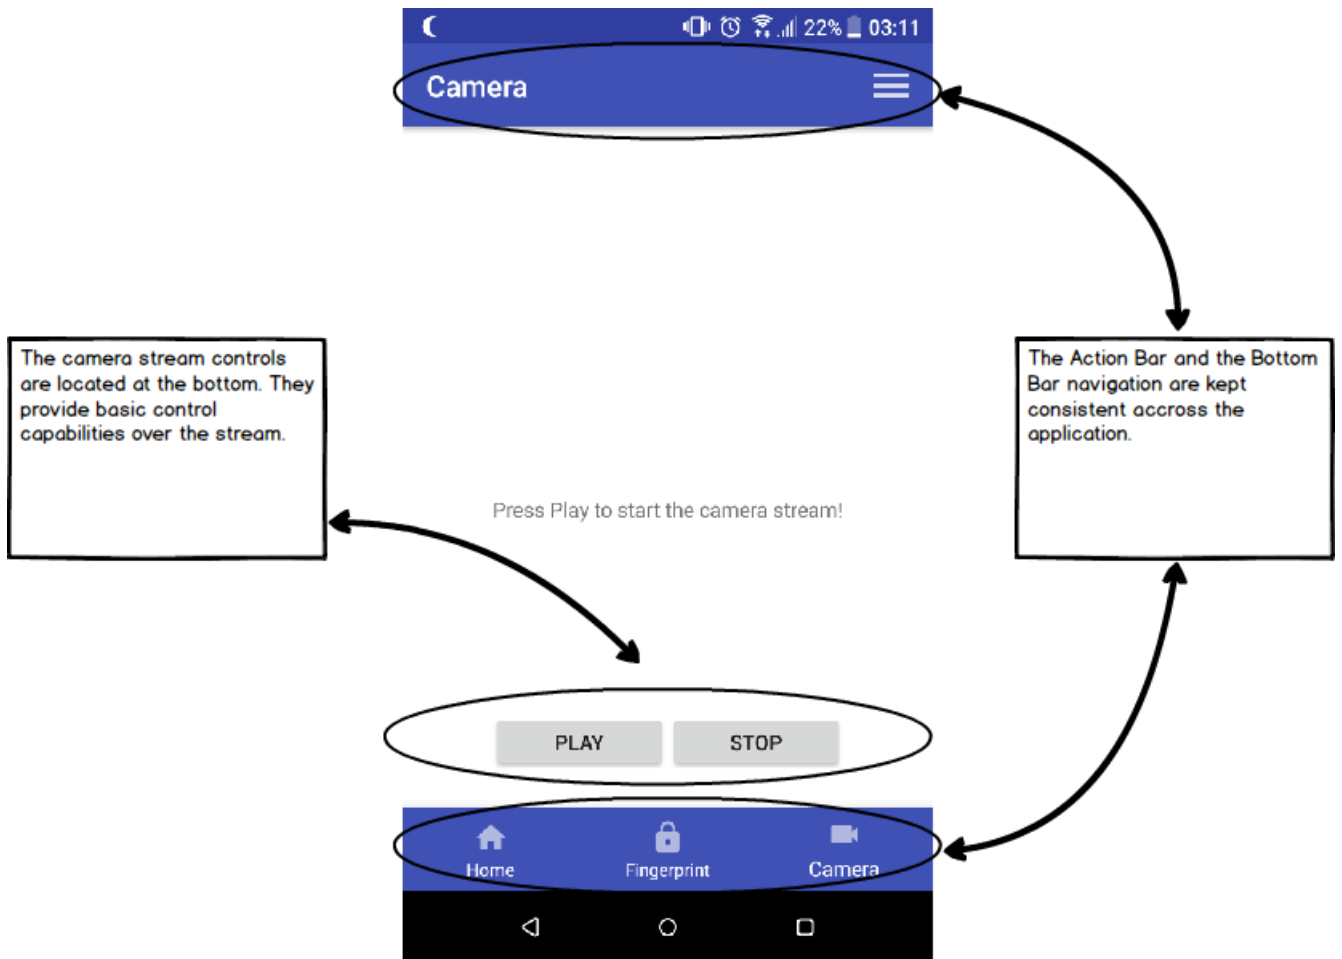 22% 03:11
Camera
The camera stream controls
are located at the bottom. They
provide basic control
capabilities over the stream.
The Action Bar and the Bottom
Bar navigation are kept
consistent accross the
application.
Press Play to start the camera stream!
PLAY STOP
Home Fingerprint Camera